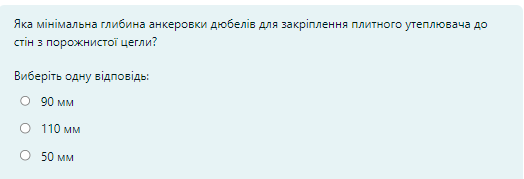 Яка мінімальна глибина анкеровки дюбелів для закріплення плитного утеплювача до
стін з порожнистої цегли?
Виберіть одну відповідь:
90 мм
110 мм
50 мм